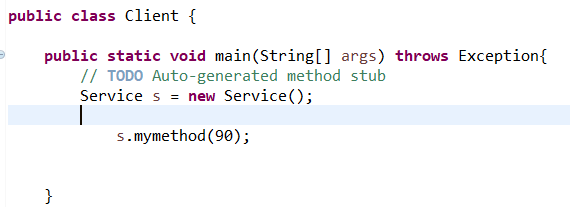 public class Client {
public static void main(String[] args) throws Exception{
// TODO Auto-generated method stub
Service s = new Service();
s.mymethod(90);
}